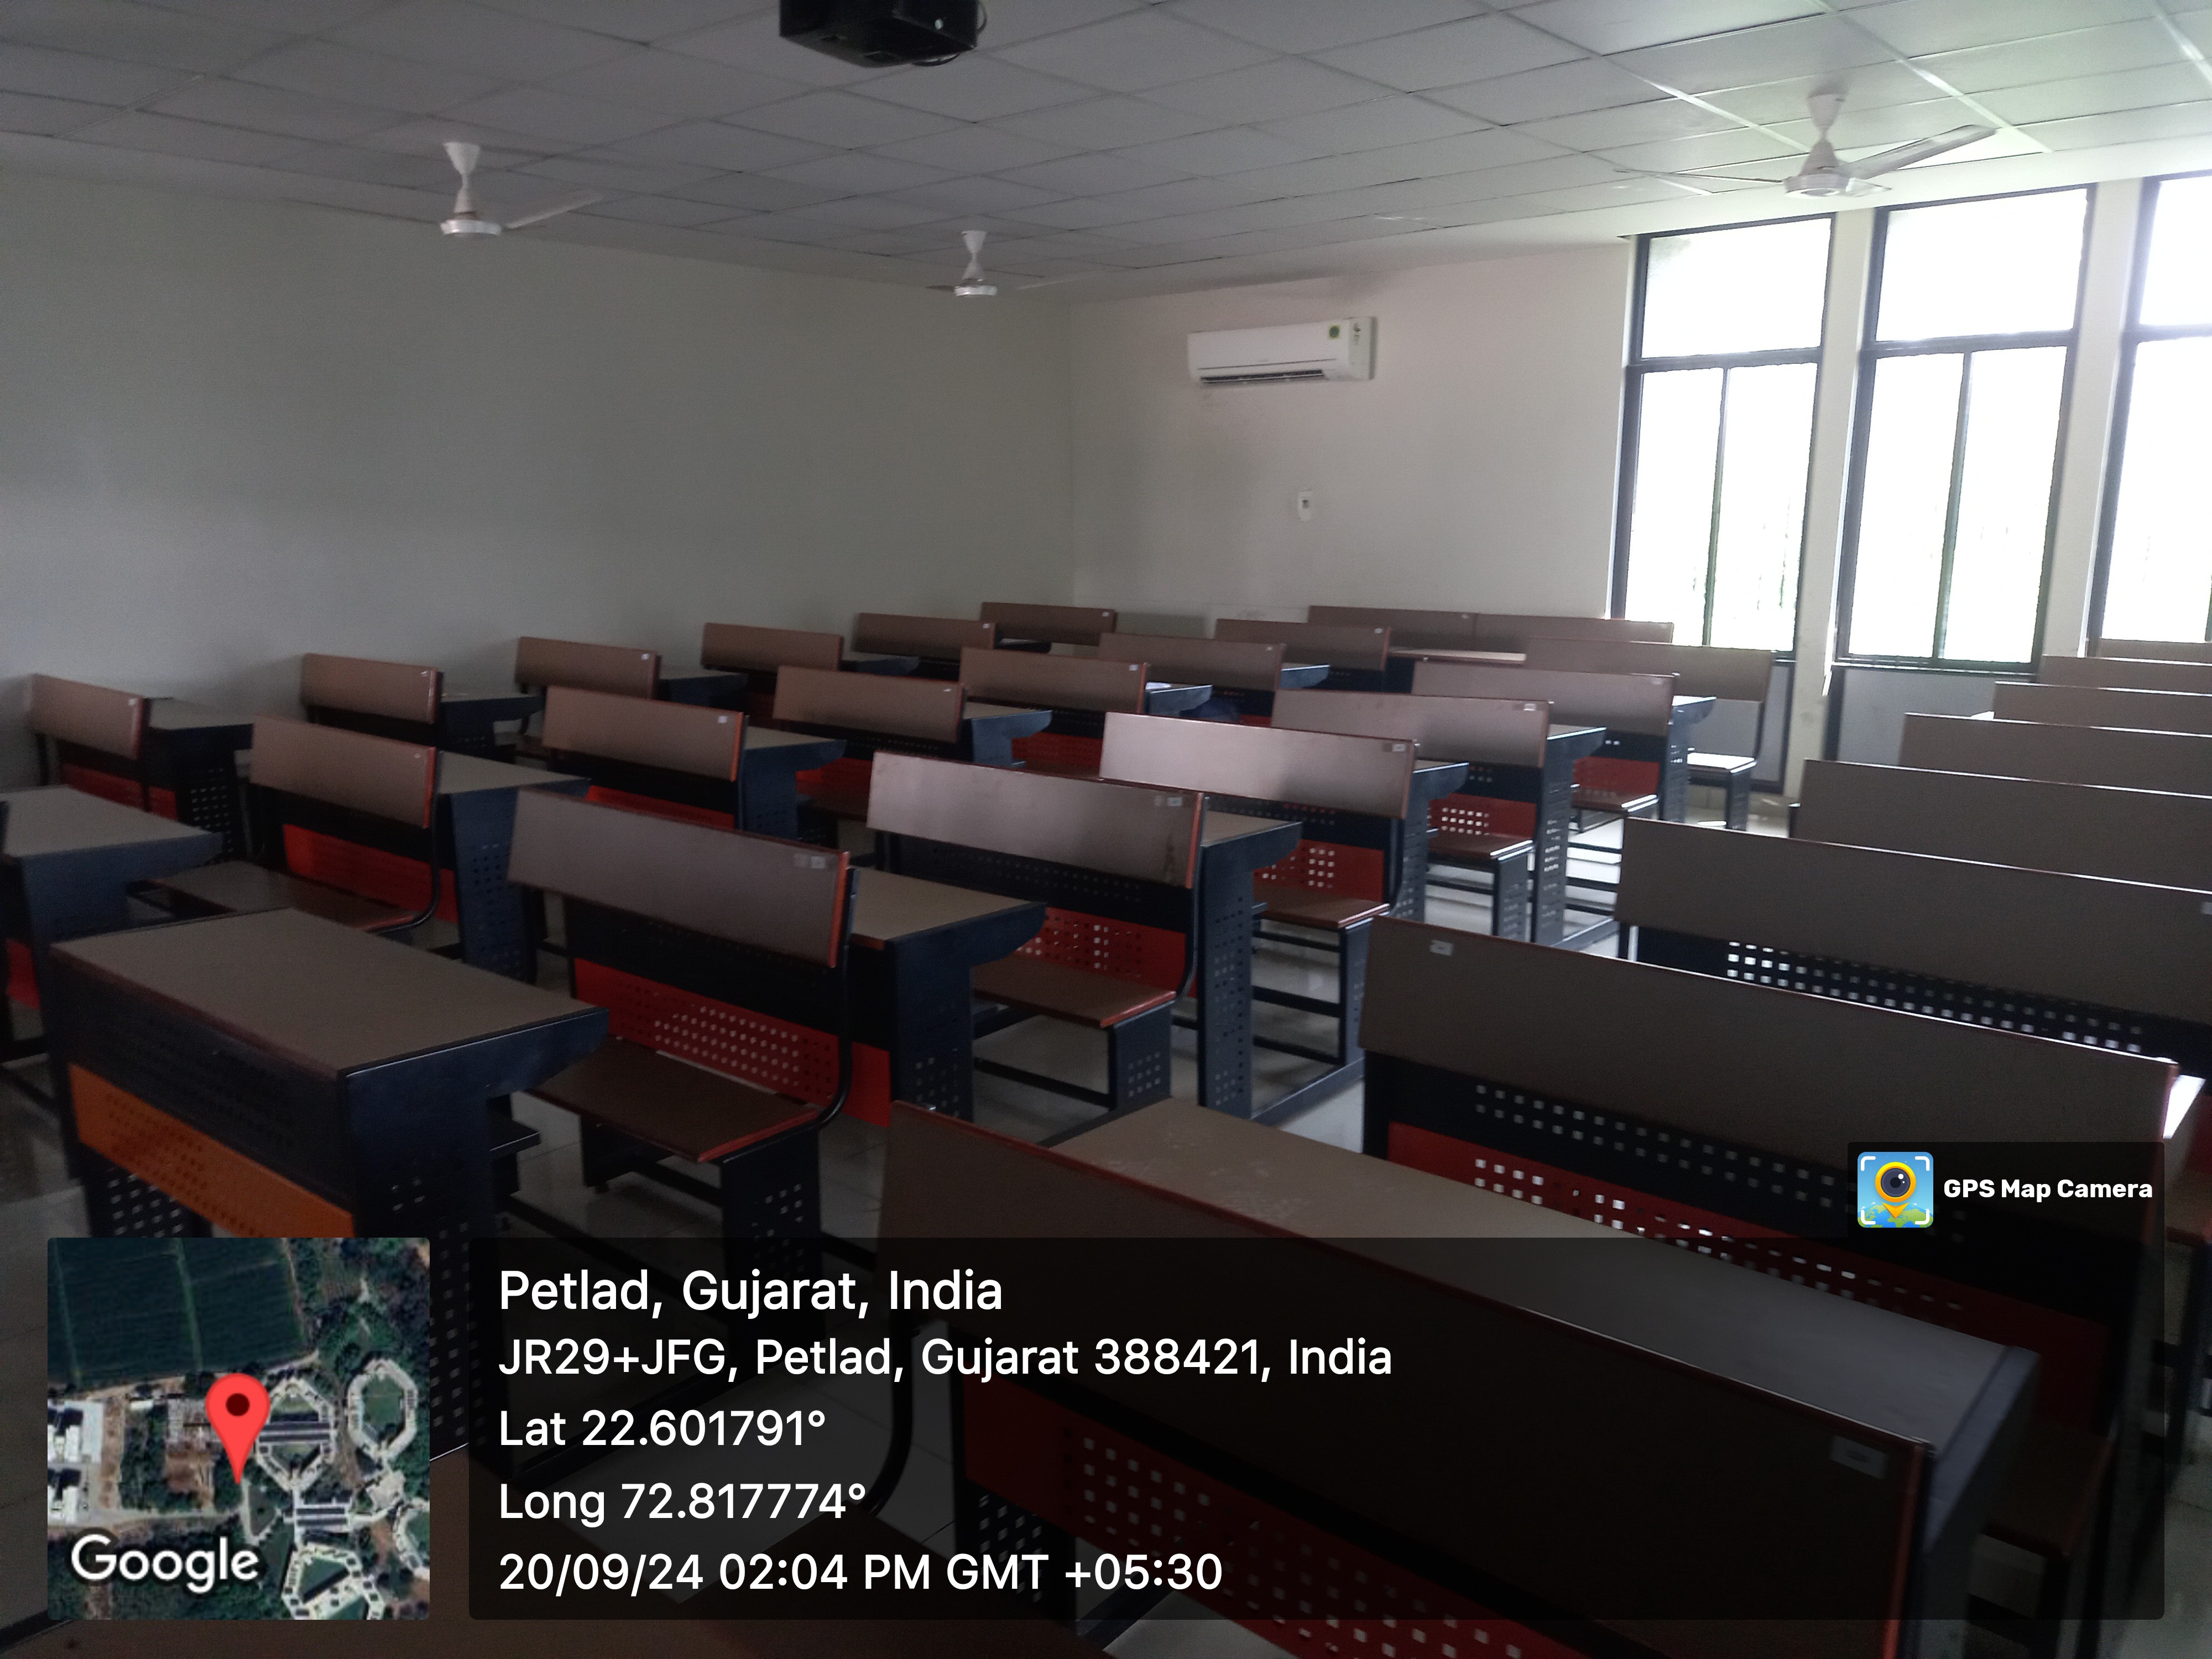 GPS Map Camera
Petlad, Gujarat, India
JR29+JFG, Petlad, Gujarat 388421, India
Lat 22.601791°
Long 72.817774°
20/09/24 02:04 PM GMT +05:30
Google